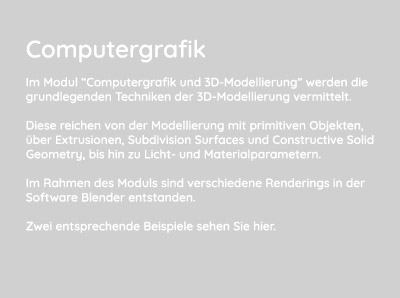 Computergrafik
Im Modul "Computergrafik und 3D-Modellierung" werden die
grundlegenden Techniken der 3D-Modellierung vermittelt.
Diese reichen von der Modellierung mit primitiven Objekten,
über Extrusionen, Subdivision Surfaces und Constructive Solid
Geometry, bis hin zu Licht- und Materialparametern.
Im Rahmen des Moduls sind verschiedene Renderings in der
Software Blender entstanden.
Zwei entsprechende Beispiele sehen Sie hier.